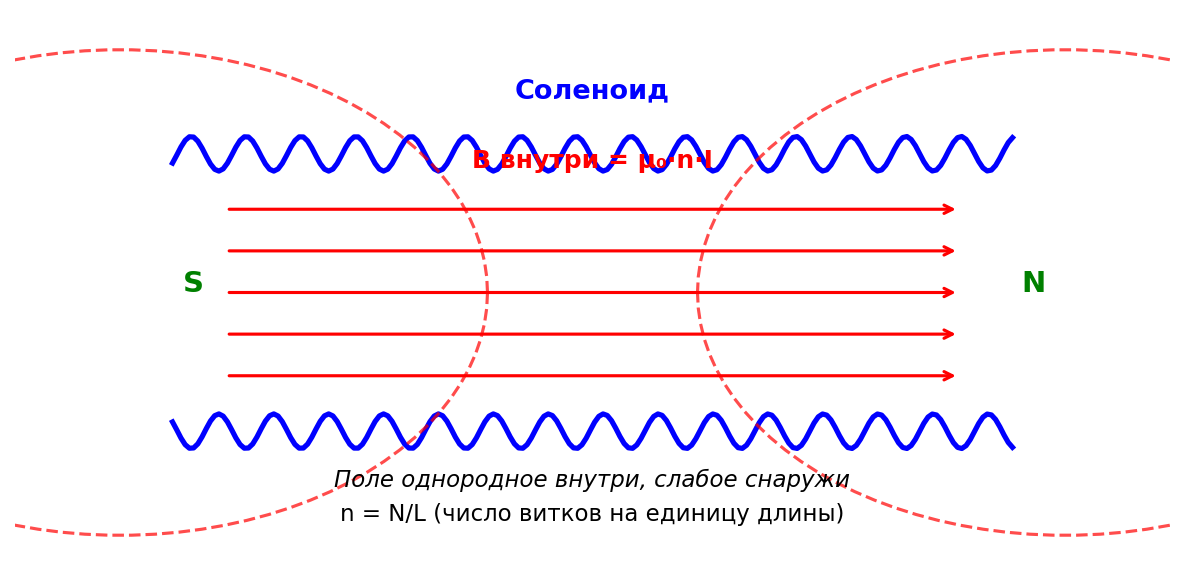 Соленоид
B внутри = μ₀·n·I
S
N
Поле однородное внутри, слабое снаружи
n = N/L (число витков на единицу длины)